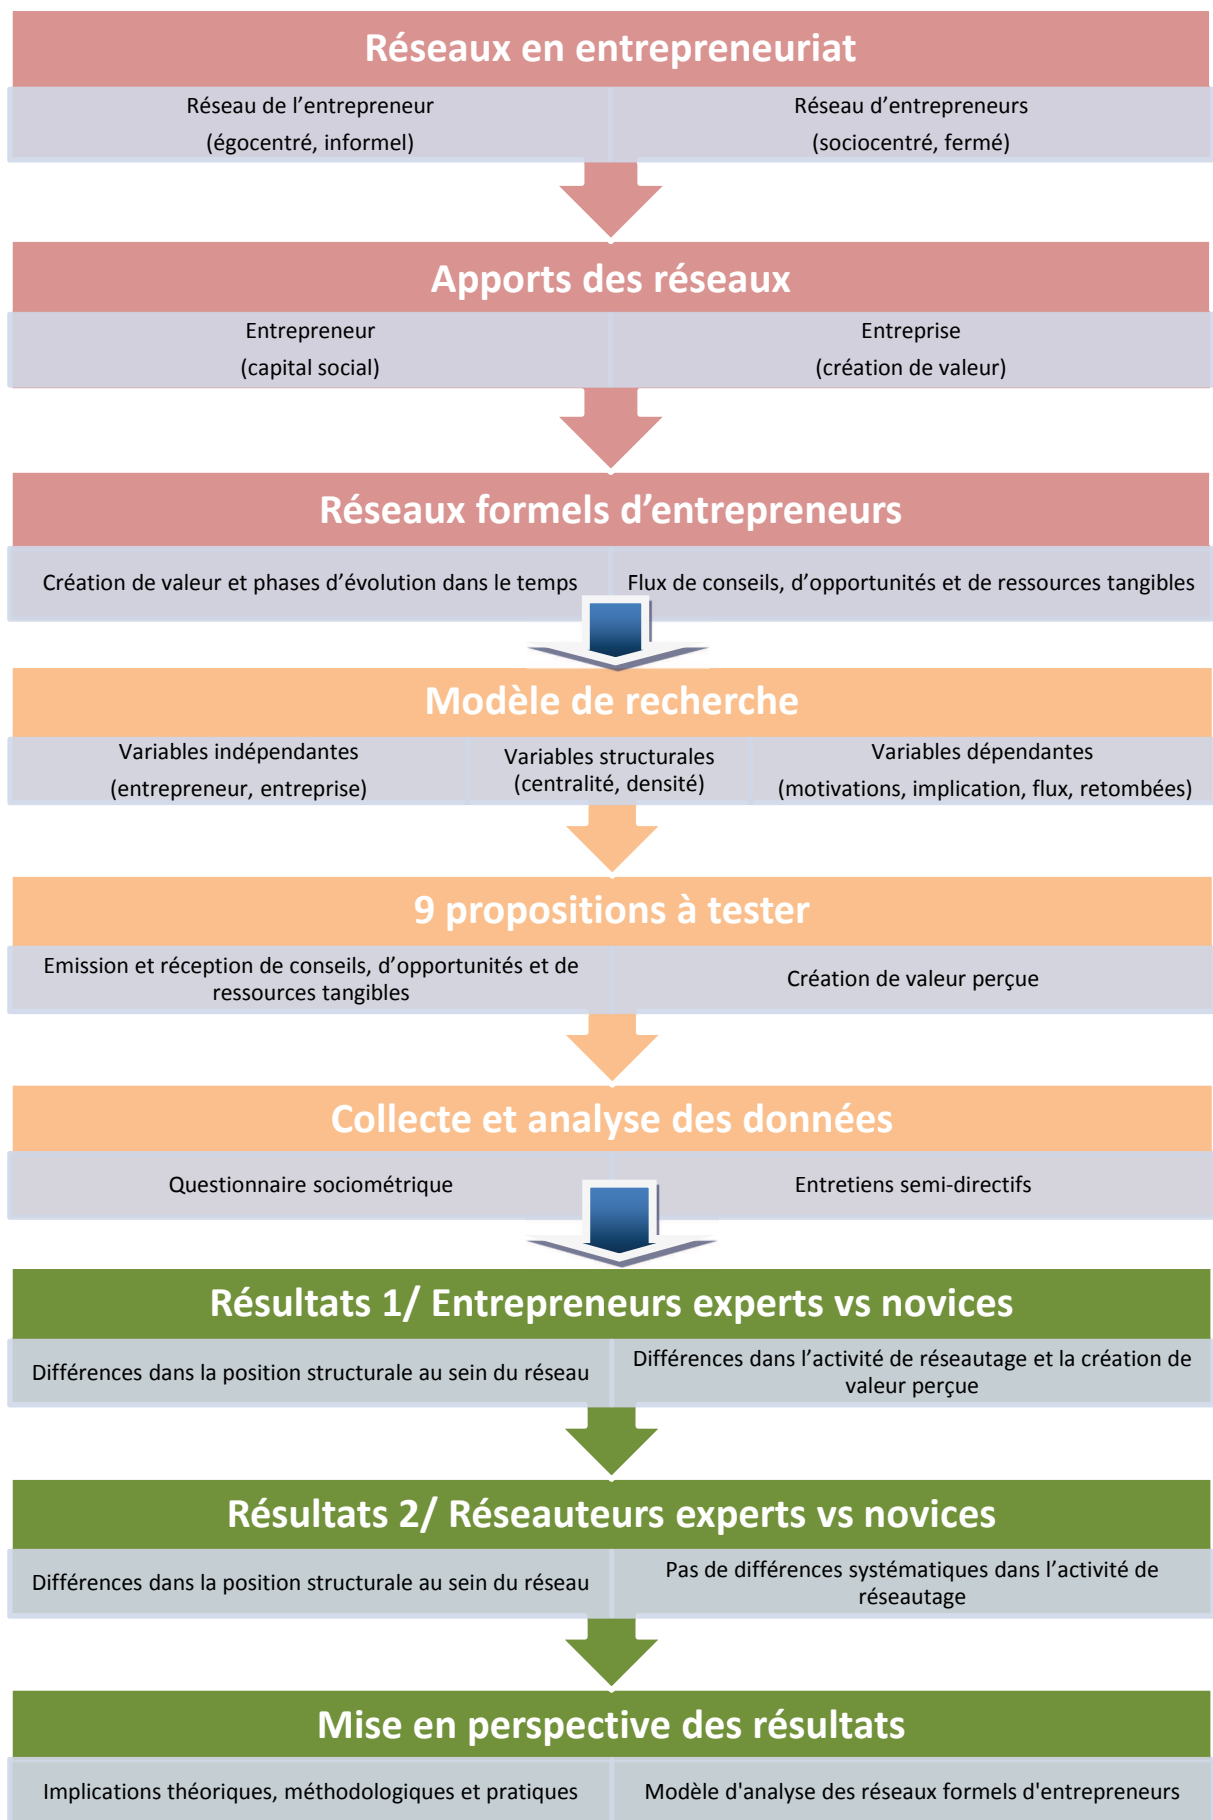 Réseaux en entrepreneuriat
Réseau de l’entrepreneur
(égocentré, informel)
Réseau d’entrepreneurs
(sociocentré, fermé)
Apports des réseaux
Entrepreneur
(capital social)
Entreprise
(création de valeur)
Réseaux formels d’entrepreneurs
Création de valeur et phases d’évolution dans le temps
Flux de conseils, d’opportunités et de ressources tangibles
Modèle de recherche
Variables indépendantes
(entrepreneur, entreprise)
Variables structurales
(centralité, densité)
Variables dépendantes
(motivations, implication, flux, retombées)
9 propositions à tester
Emission et réception de conseils, d’opportunités et de
ressources tangibles
Création de valeur perçue
Collecte et analyse des données
Questionnaire sociométrique
Entretiens semi-directifs
Résultats 1/ Entrepreneurs experts vs novices
Différences dans la position structurale au sein du réseau
Différences dans l’activité de réseautage et la création de
valeur perçue
Résultats 2/ Réseauteurs experts vs novices
Différences dans la position structurale au sein du réseau
Pas de différences systématiques dans l’activité de
réseautage
Mise en perspective des résultats
Implications théoriques, méthodologiques et pratiques
Modèle d'analyse des réseaux formels d'entrepreneurs